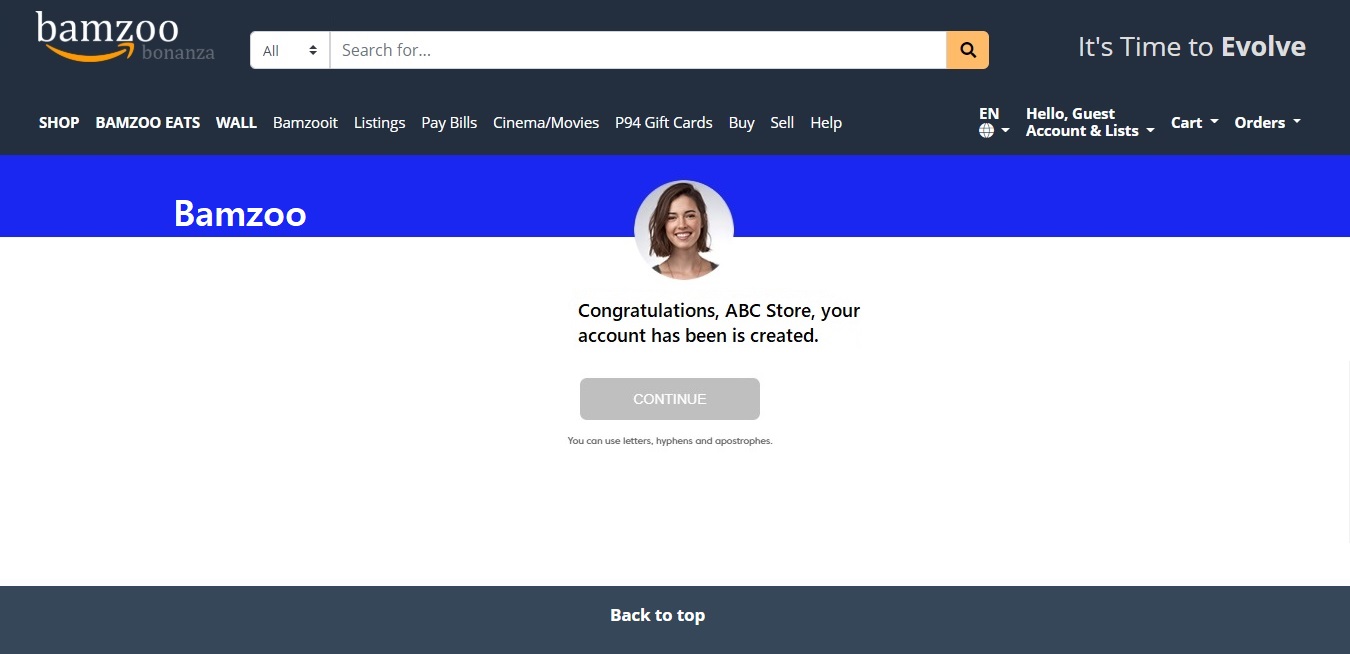 bamzoo
bonanza
All
Search for...
It's Time to Evolve
SHOP BAMZOO EATS WALL Bamzooit Listings Pay Bills Cinema/Movies P94 Gift Cards Buy Sell Help
EN
Hello, Guest
Account & Lists
Cart
Orders
Bamzoo
Congratulations, ABC Store, your
account has been is created.
CONTINUE
You can use letters, hyphens and apostrophes.
Back to top